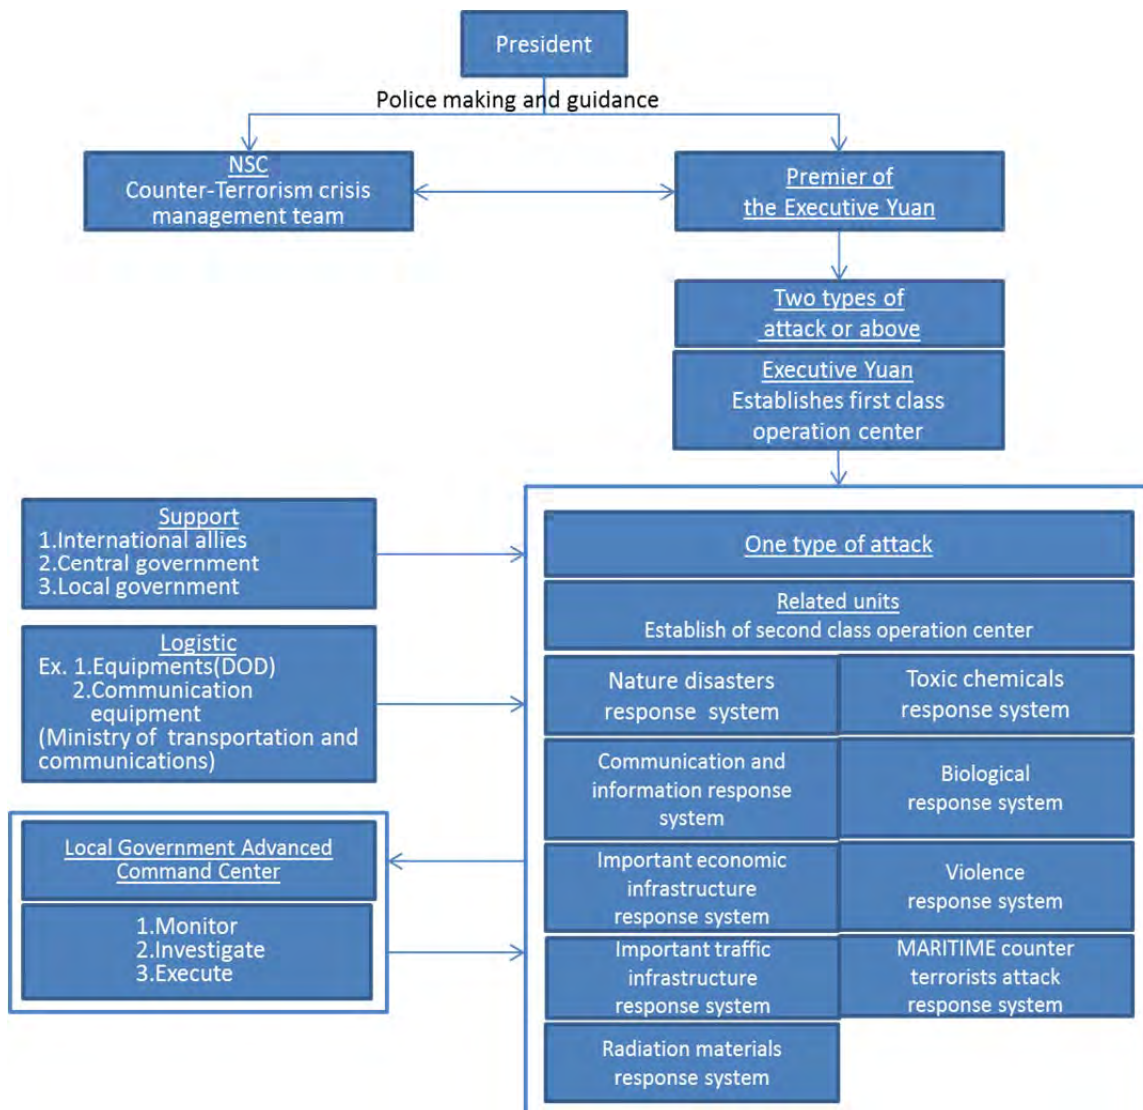 President
Police making and guidance
NSC
Counter-Terrorism crisis
management team
Premier of
the Executive Yuan
Two types of
attack or above
Executive Yuan
Establishes first class
operation center
Support
1.International allies
2.Central government
3.Local government
Logistic
Ex. 1.Equipments(DOD)
2.Communication
equipment
(Ministry of transportation and
communications)
Local Government Advanced
Command Center
1.Monitor
2.Investigate
3.Execute
One type of attack
Related units
Establish of second class operation center
Nature disasters
response system
Toxic chemicals
response system
Communication and
information response
system
Biological
response system
Important economic
infrastructure
response system
Violence
response system
Important traffic
infrastructure
response system
MARITIME counter
terrorists attack
response system
Radiation materials
response system